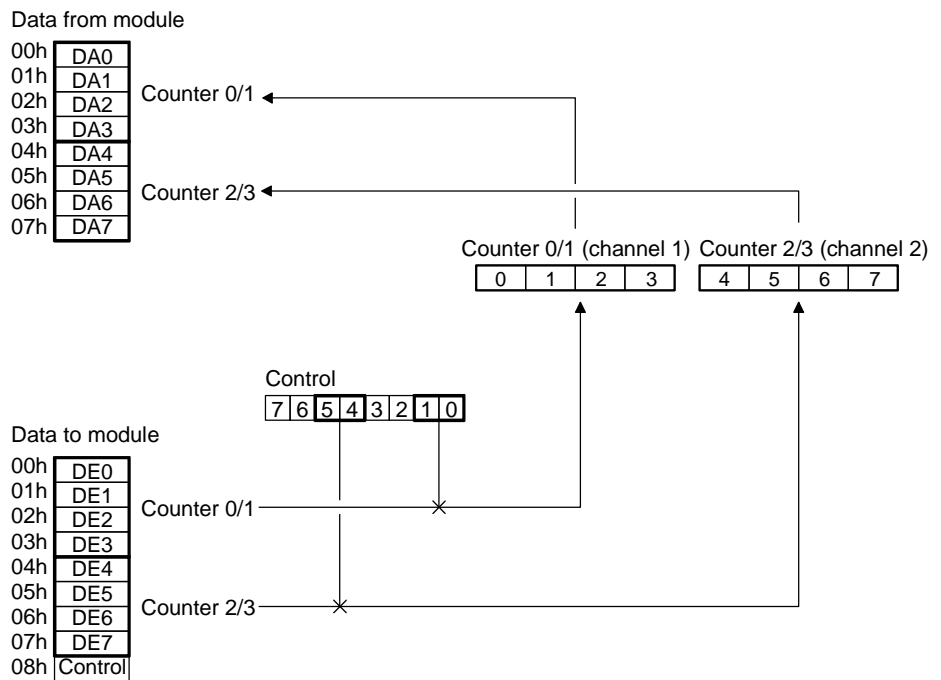 Data from module
00h DA0
01h DA1
02h DA2
03h DA3
Counter 0/1
04h DA4
05h DA5
06h DA6
07h DA7
Counter 2/3
Counter 0/1 (channel 1) Counter 2/3 (channel 2)
0 1 2 3 4 5 6 7
Control
7 6 5 4 3 2 1 0
Data to module
00h DE0
01h DE1
02h DE2
03h DE3
Counter 0/1
04h DE4
05h DE5
06h DE6
07h DE7
Counter 2/3
08h Control